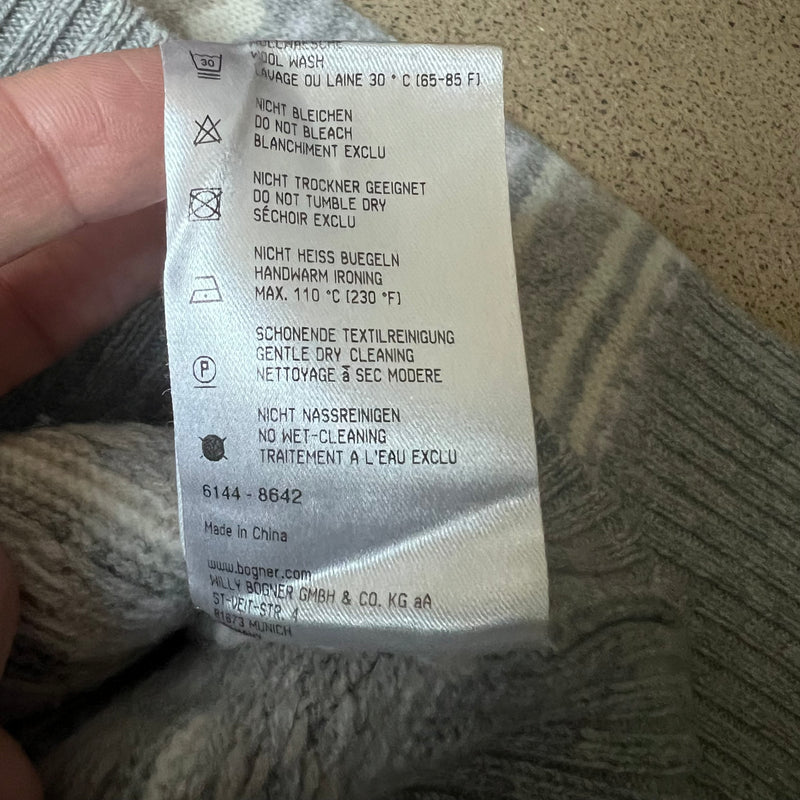 30
WOOL WASH
LAVAGE OU LAINE 30 ° C (65-85 F)
NICHT BLEICHEN
DO NOT BLEACH
BLANCHIMENT EXCLU
NICHT TROCKNER GEEIGNET
DO NOT TUMBLE DRY
SÉCHOIR EXCLU
NICHT HEISS BUEGELN
HANDWARM IRONING
MAX. 110 °C (230 °F)
SCHONENDE TEXTILREINIGUNG
GENTLE DRY CLEANING
P
NETTOYAGE à SEC MODERE
NICHT NASSREINIGEN
NO WET-CLEANING
TRAITEMENT A L'EAU EXCLU
6144 - 8642
Made in China
www.bogner.com
WILLY BOGNER GMBH & CO. KG aA
ST-VEIT-STR. 4
81673 MUNICH